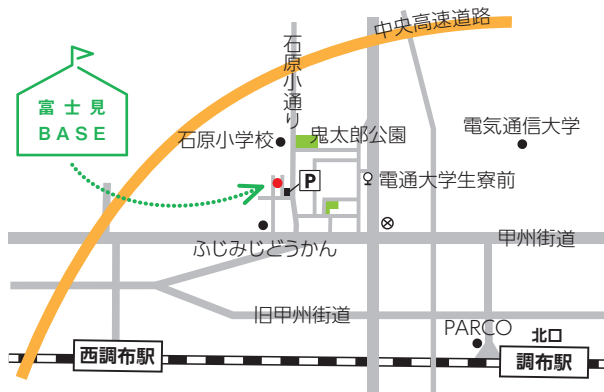 中央高速道路
石原小通り
富士見
BASE
石原小学校
鬼太郎公園
電気通信大学
P
電通大学生寮前
甲州街道
ふじみじどうかん
旧甲州街道
PARCO
北口
西調布駅
調布駅